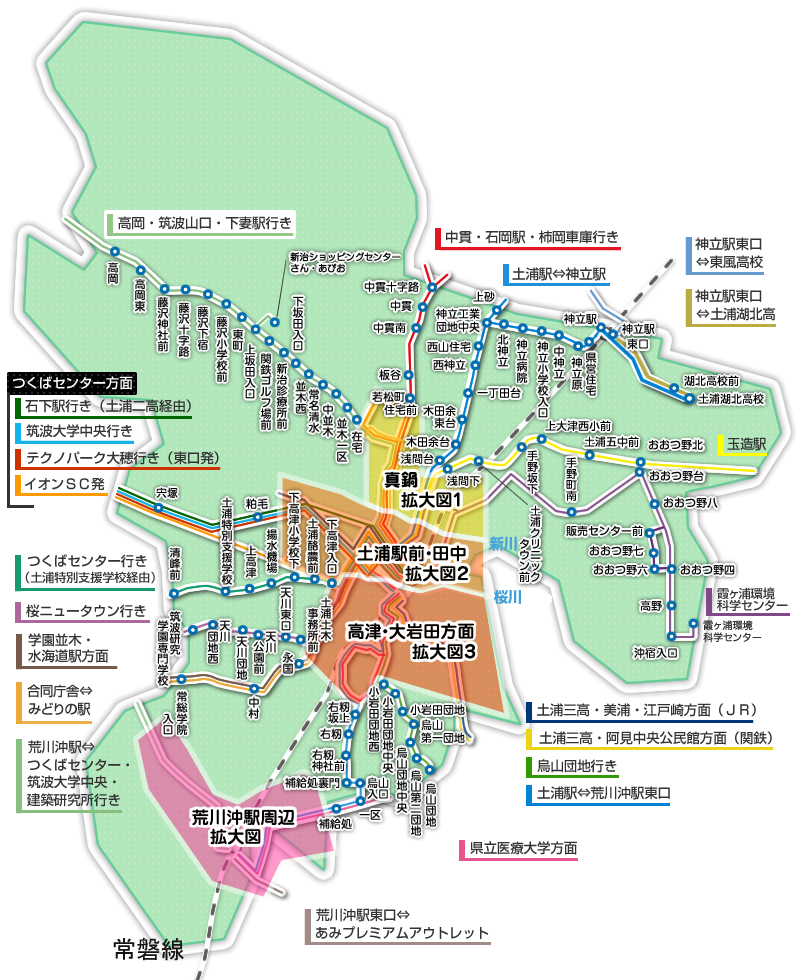 高岡・筑波山口・下妻駅行き
中貫・石岡駅・柿岡車庫行き
土浦駅⇔神立駅
神立駅東口
⇔東風高校
神立駅東口
⇔土浦湖北高
新治ショッピングセンター
さん・あぴお
高岡
高岡東
藤沢神社前
藤沢十字路
藤沢下宿
藤沢小学校前
東町
上坂田入口
関鉄ゴルフ場前
新治診療所前
下坂田入口
並木西
常名清水
中並木
並木一区
在宅
中貫十字路
中貫
中貫南
板谷
若松町
住宅前
上砂
神立工業
団地中央
西山住宅
西神立
一丁田台
木田余
東台
木田余台
浅間台
浅間下
北神立
神立病院
神立小学校入口
中神立
神立原
県営住宅
神立駅
神立駅
東口
湖北高校前
土浦湖北高校
上大津西小前
土浦五中前
おおつ野北
玉造駅
手野坂下
手野町南
おおつ野台
おおつ野八
販売センター前
おおつ野七
おおつ野六
おおつ野四
高野
沖宿入口
霞ヶ浦環境
科学センター
霞ヶ浦環境
科学センター
土浦クリニック
タウン前
つくばセンター方面
石下駅行き（土浦二高経由）
筑波大学中央行き
テクノパーク大穂行き（東口発）
イオンＳＣ発
真鍋
拡大図1
土浦駅前・田中
拡大図2
高津・大岩田方面
拡大図3
新川
桜川
穴塚
土浦特別支援学校
粕毛
下高津小学校下
土浦酪農前
下高津入口
清峰前
上高津
揚水機場
天川東口
土浦土木
事務所前
つくばセンター行き
（土浦特別支援学校経由）
桜ニュータウン行き
学園並木・
水海道駅方面
合同庁舎⇔
みどりの駅
荒川沖駅⇔
つくばセンター・
筑波大学中央・
建築研究所行き
筑波研究
学園専門学校
天川
団地西
天川団地
天川
公園前
永国
常総学院
入口
中村
右籾
坂上
右籾
右籾
神社前
補給処裏門
補給処
烏山
入口
一区
小岩田団地西
小岩田団地中央
小岩田団地
烏山
第一団地
烏山団地中央
烏山第二団地
烏山団地
土浦三高・美浦・江戸崎方面（ＪＲ）
土浦三高・阿見中央公民館方面（関鉄）
烏山団地行き
土浦駅⇔荒川沖駅東口
県立医療大学方面
荒川沖駅周辺
拡大図
荒川沖駅東口⇔
あみプレミアムアウトレット
常磐線